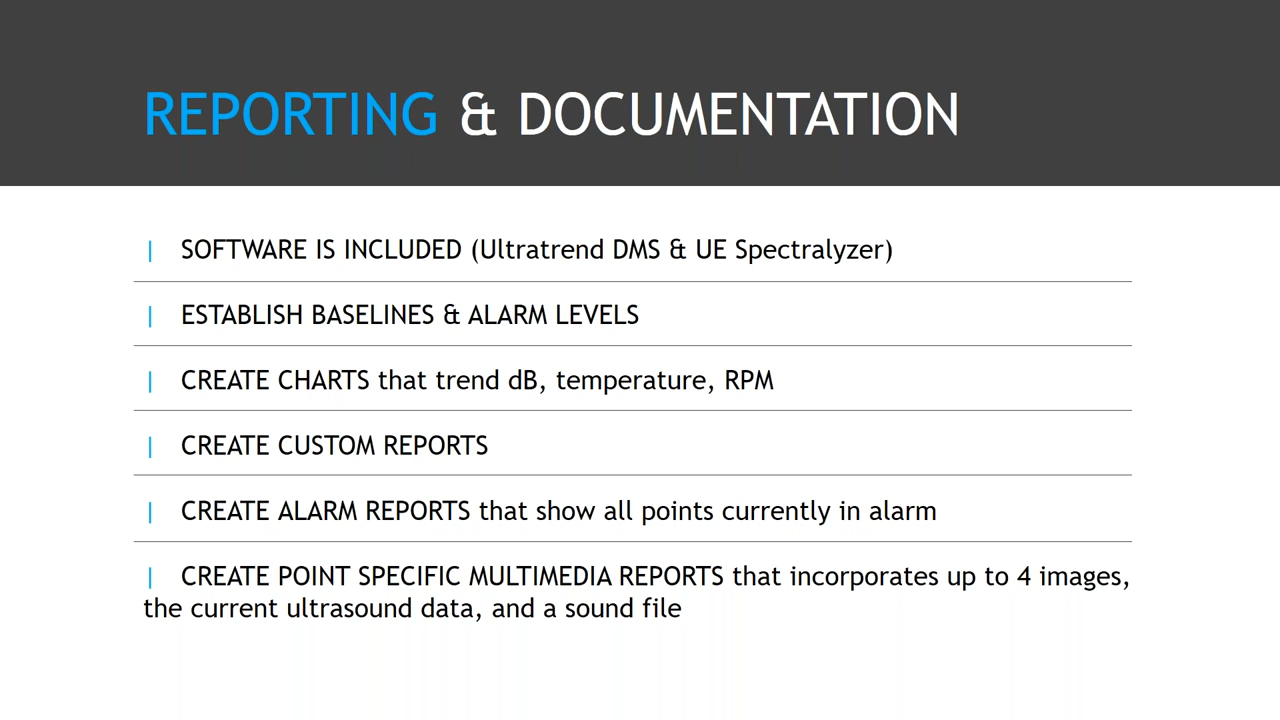 REPORTING & DOCUMENTATION
| SOFTWARE IS INCLUDED (Ultratrend DMS & UE Spectralyzer)
| ESTABLISH BASELINES & ALARM LEVELS
| CREATE CHARTS that trend dB, temperature, RPM
| CREATE CUSTOM REPORTS
| CREATE ALARM REPORTS that show all points currently in alarm
| CREATE POINT SPECIFIC MULTIMEDIA REPORTS that incorporates up to 4 images,
the current ultrasound data, and a sound file